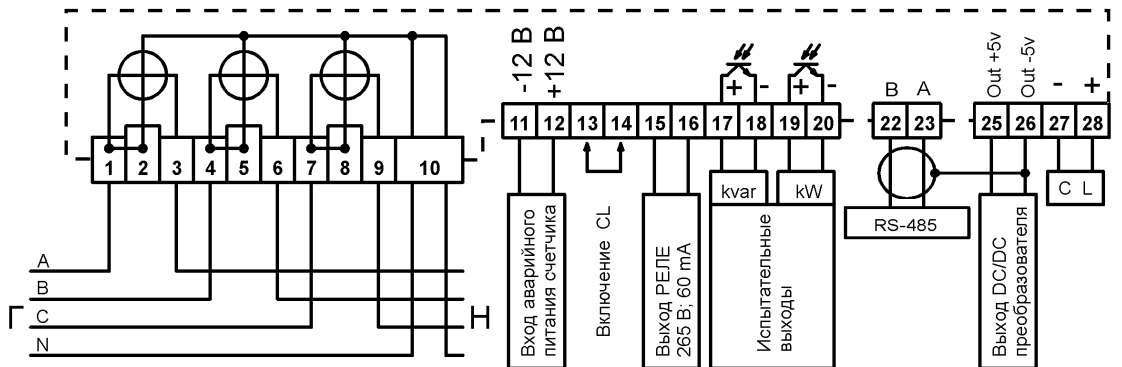 -12 В
+12 В
Out +5v
Out -5v
- +
B A
+ - + -
1 2 3 4 5 6 7 8 9 10
11 12 13 14 15 16 17 18 19 20
22 23
25 26 27 28
kvar
kW
C L
RS-485
A
B
C
N
Г
Н
Вход аварийного
питания счетчика
Включение CL
Выход РЕЛЕ
265 В; 60 mA
Испытательные
выходы
Выход DC/DC
преобразователя